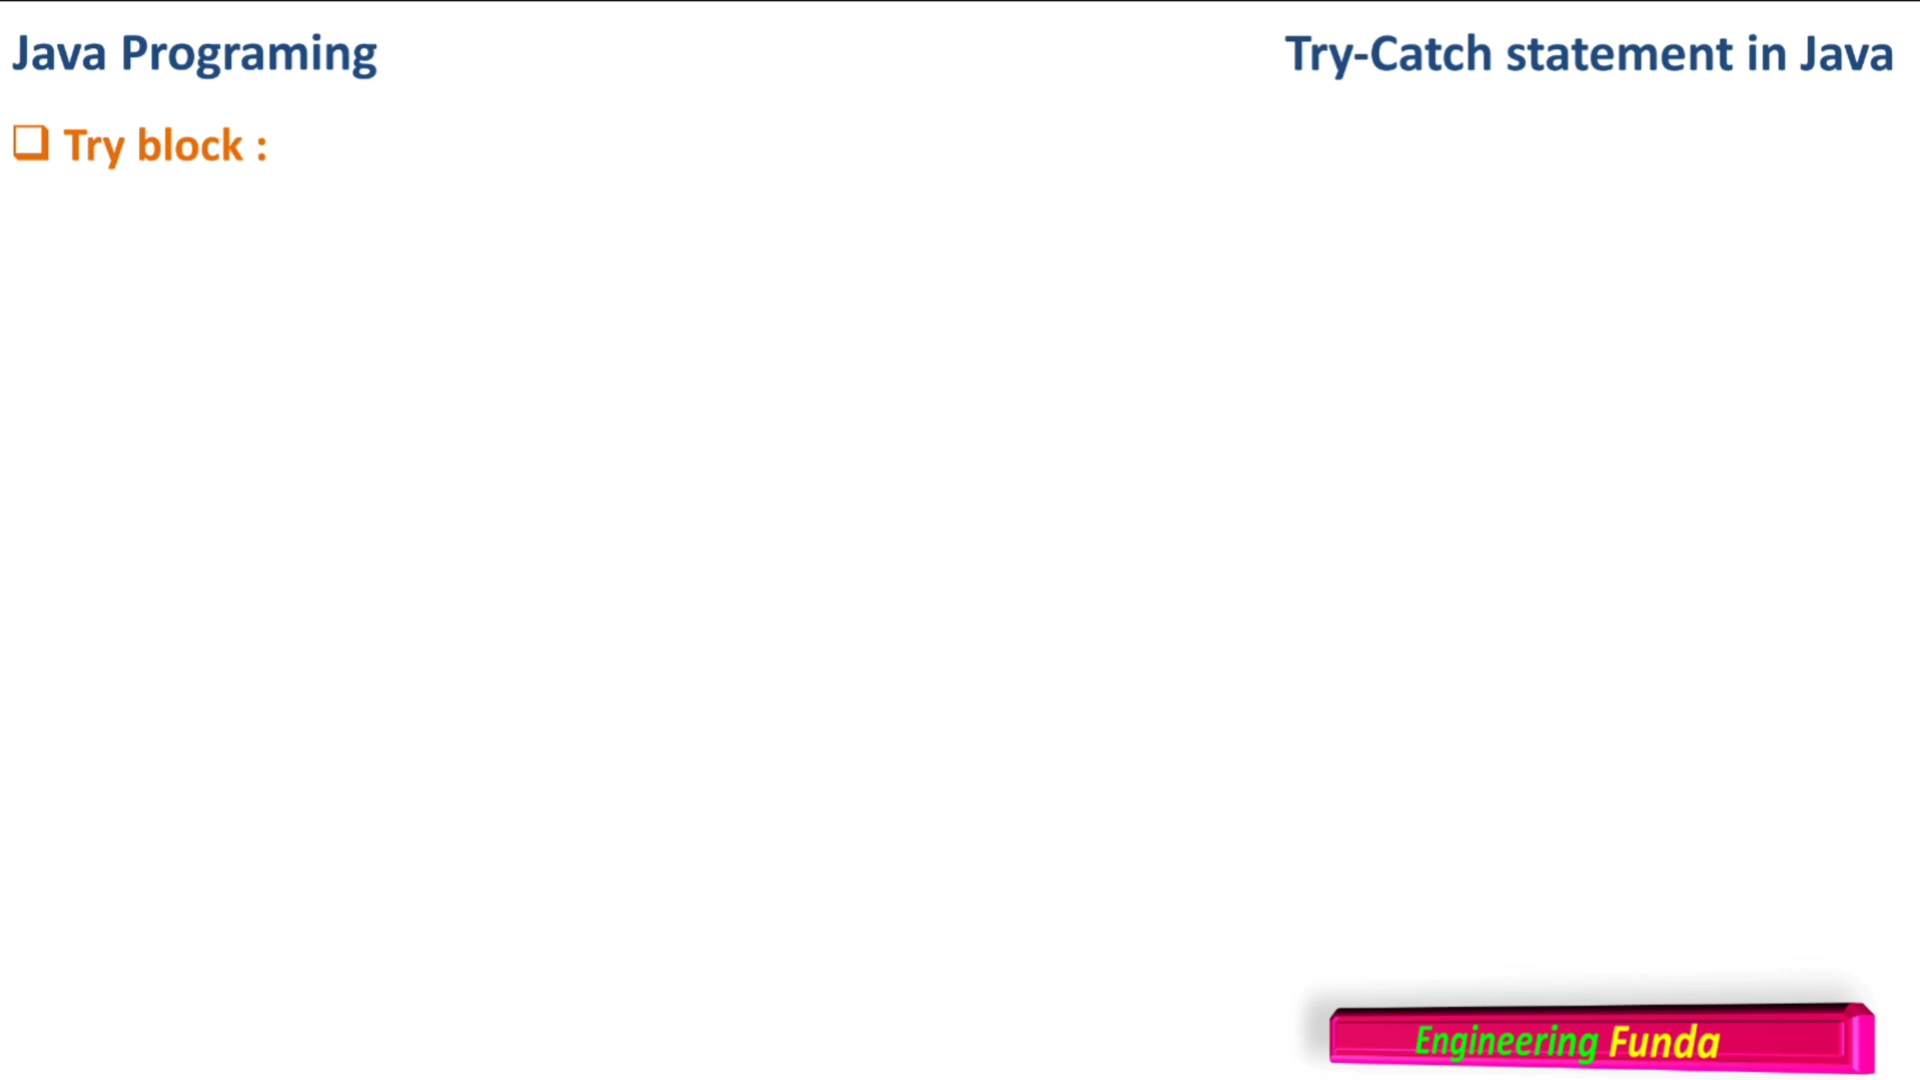 Java Programing
Try-Catch statement in Java
Try block :
Engineering Funda